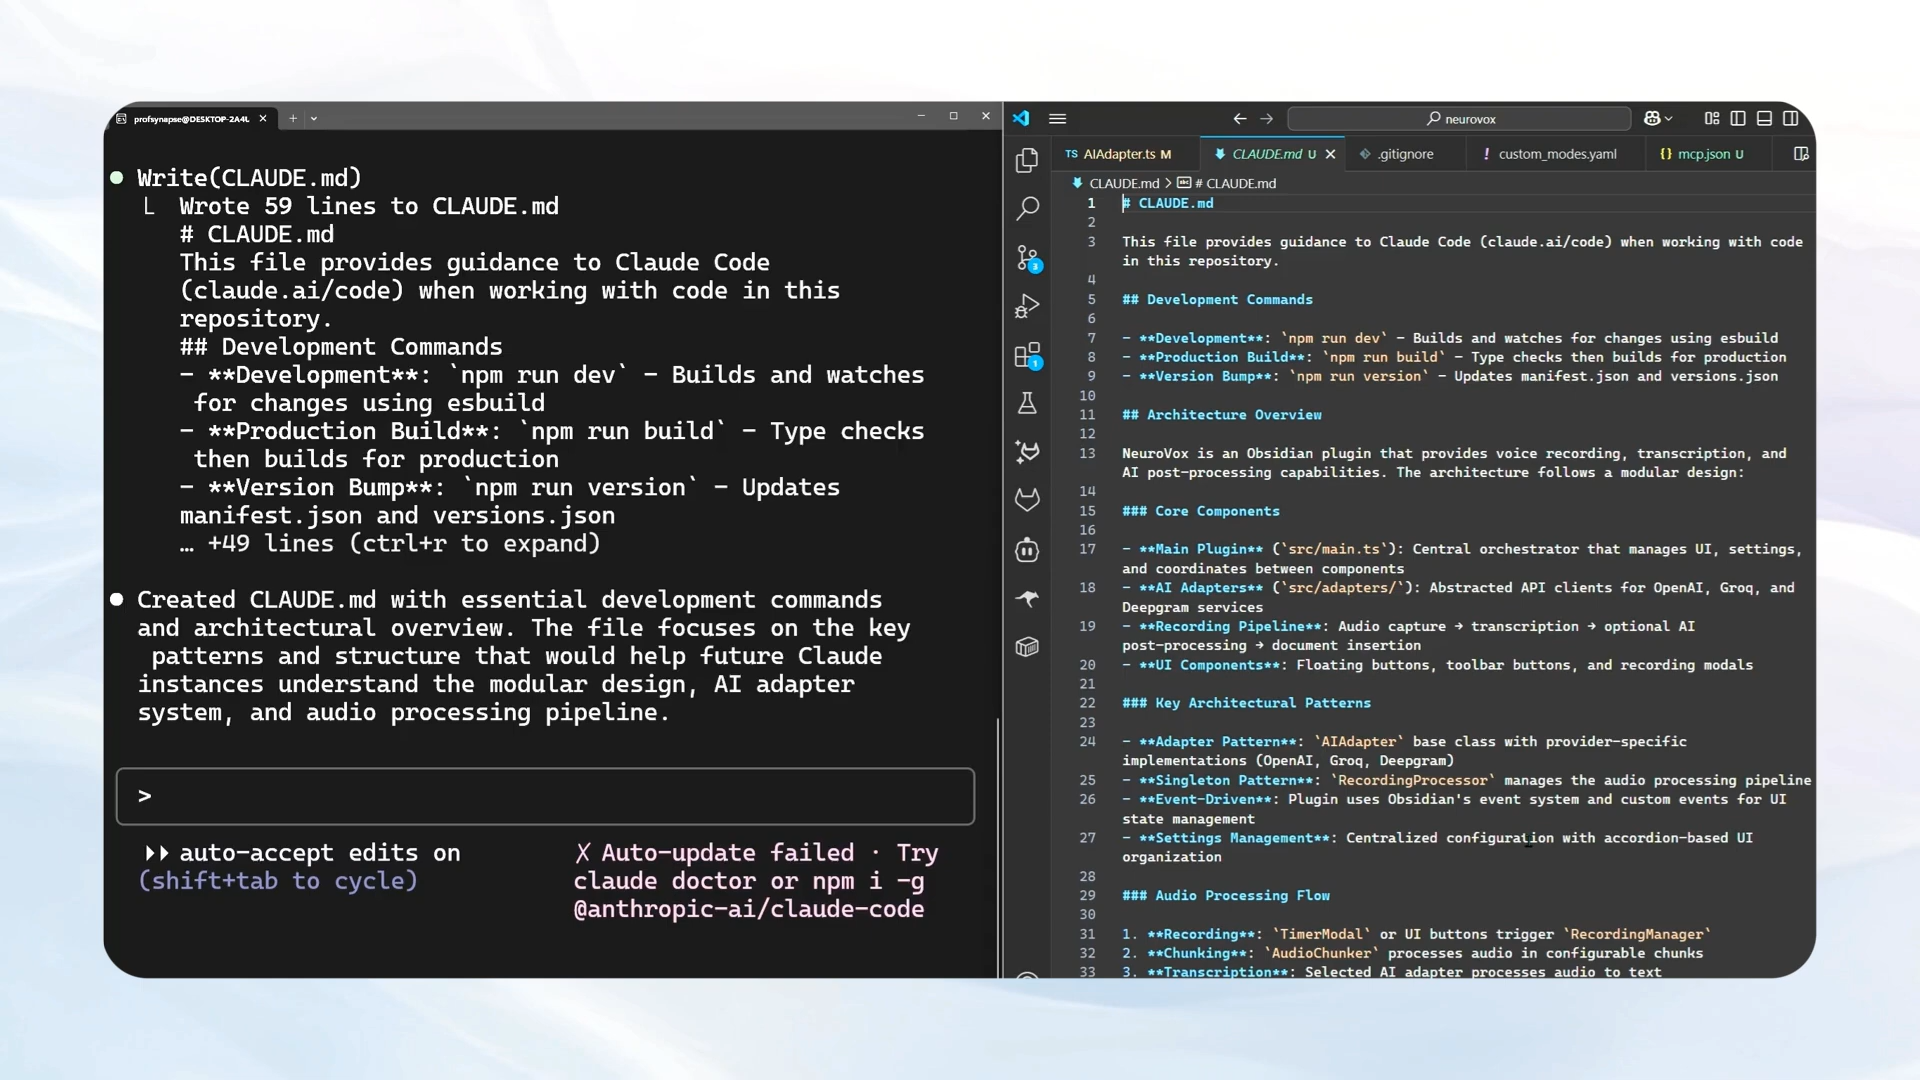 profsynapse@DESKTOP-2A4L
Write(CLAUDE.md)
Wrote 59 lines to CLAUDE.md
# CLAUDE.md
This file provides guidance to Claude Code
(claude.ai/code) when working with code in this
repository.
## Development Commands
- **Development**: `npm run dev` - Builds and watches
for changes using esbuild
- **Production Build**: `npm run build` - Type checks
then builds for production
- **Version Bump**: `npm run version` - Updates
manifest.json and versions.json
… +49 lines (ctrl+r to expand)
Created CLAUDE.md with essential development commands
and architectural overview. The file focuses on the key
patterns and structure that would help future Claude
instances understand the modular design, AI adapter
system, and audio processing pipeline.
>
auto-accept edits on
(shift+tab to cycle)
✗ Auto-update failed · Try
claude doctor or npm i -g
@anthropic-ai/claude-code
neurovox
TS AIAdapter.ts M
CLAUDE.md U
.gitignore
! custom_modes.yaml
{} mcp.json U
CLAUDE.md > # CLAUDE.md
3
1
1 # CLAUDE.md
2
3 This file provides guidance to Claude Code (claude.ai/code) when working with code
in this repository.
4
5 ## Development Commands
6
7 - **Development**: `npm run dev` - Builds and watches for changes using esbuild
8 - **Production Build**: `npm run build` - Type checks then builds for production
9 - **Version Bump**: `npm run version` - Updates manifest.json and versions.json
10
11 ## Architecture Overview
12
13 NeuroVox is an Obsidian plugin that provides voice recording, transcription, and
AI post-processing capabilities. The architecture follows a modular design:
14
15 ### Core Components
16
17 - **Main Plugin** (`src/main.ts`): Central orchestrator that manages UI, settings,
and coordinates between components
18 - **AI Adapters** (`src/adapters/`): Abstracted API clients for OpenAI, Groq, and
Deepgram services
19 - **Recording Pipeline**: Audio capture → transcription → optional AI
post-processing → document insertion
20 - **UI Components**: Floating buttons, toolbar buttons, and recording modals
21
22 ### Key Architectural Patterns
23
24 - **Adapter Pattern**: `AIAdapter` base class with provider-specific
implementations (OpenAI, Groq, Deepgram)
25 - **Singleton Pattern**: `RecordingProcessor` manages the audio processing pipeline
26 - **Event-Driven**: Plugin uses Obsidian's event system and custom events for UI
state management
27 - **Settings Management**: Centralized configuration with accordion-based UI
organization
28
29 ### Audio Processing Flow
30
31 1. **Recording**: `TimerModal` or UI buttons trigger `RecordingManager`
32 2. **Chunking**: `AudioChunker` processes audio in configurable chunks
33 3. **Transcription**: Selected AI adapter processes audio to text